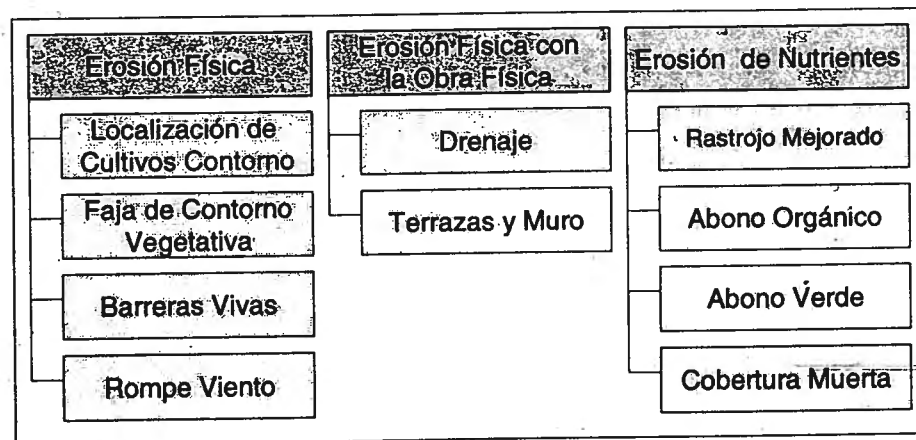 Erosión Física
Localización de
Cultivos Contorno
Faja de Contorno
Vegetativa
Barreras Vivas
Rompe Viento
Erosión Física con
la Obra Física
Drenaje
Terrazas y Muro
Erosión de Nutrientes
Rastrojo Mejorado
Abono Orgánico
Abono Verde
Cobertura Muerta